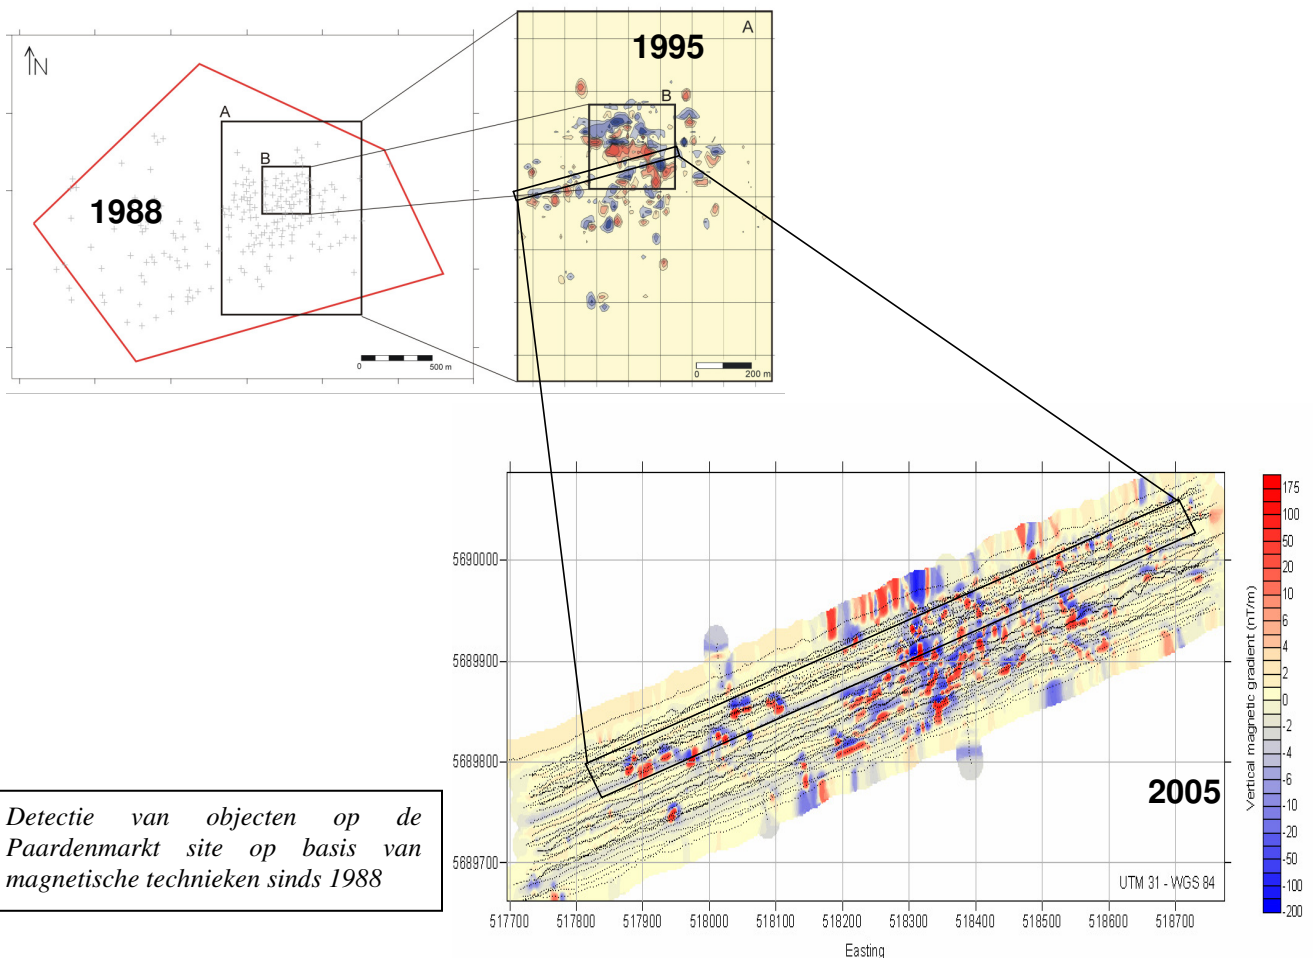 N
A
B
1988
0 500 m
1995
A
B
0 200 m
5690000
5689900
5689800
5689700
517700 517800 517900 518000 518100 518200 518300 518400 518500 518600 518700
Easting
UTM 31 - WGS 84
2005
Vertical magnetic gradient (nT/m)
175
100
50
20
10
6
4
2
0
-2
-4
-6
-10
-20
-50
-100
-200
Detectie van objecten op de
Paardenmarkt site op basis van
magnetische technieken sinds 1988